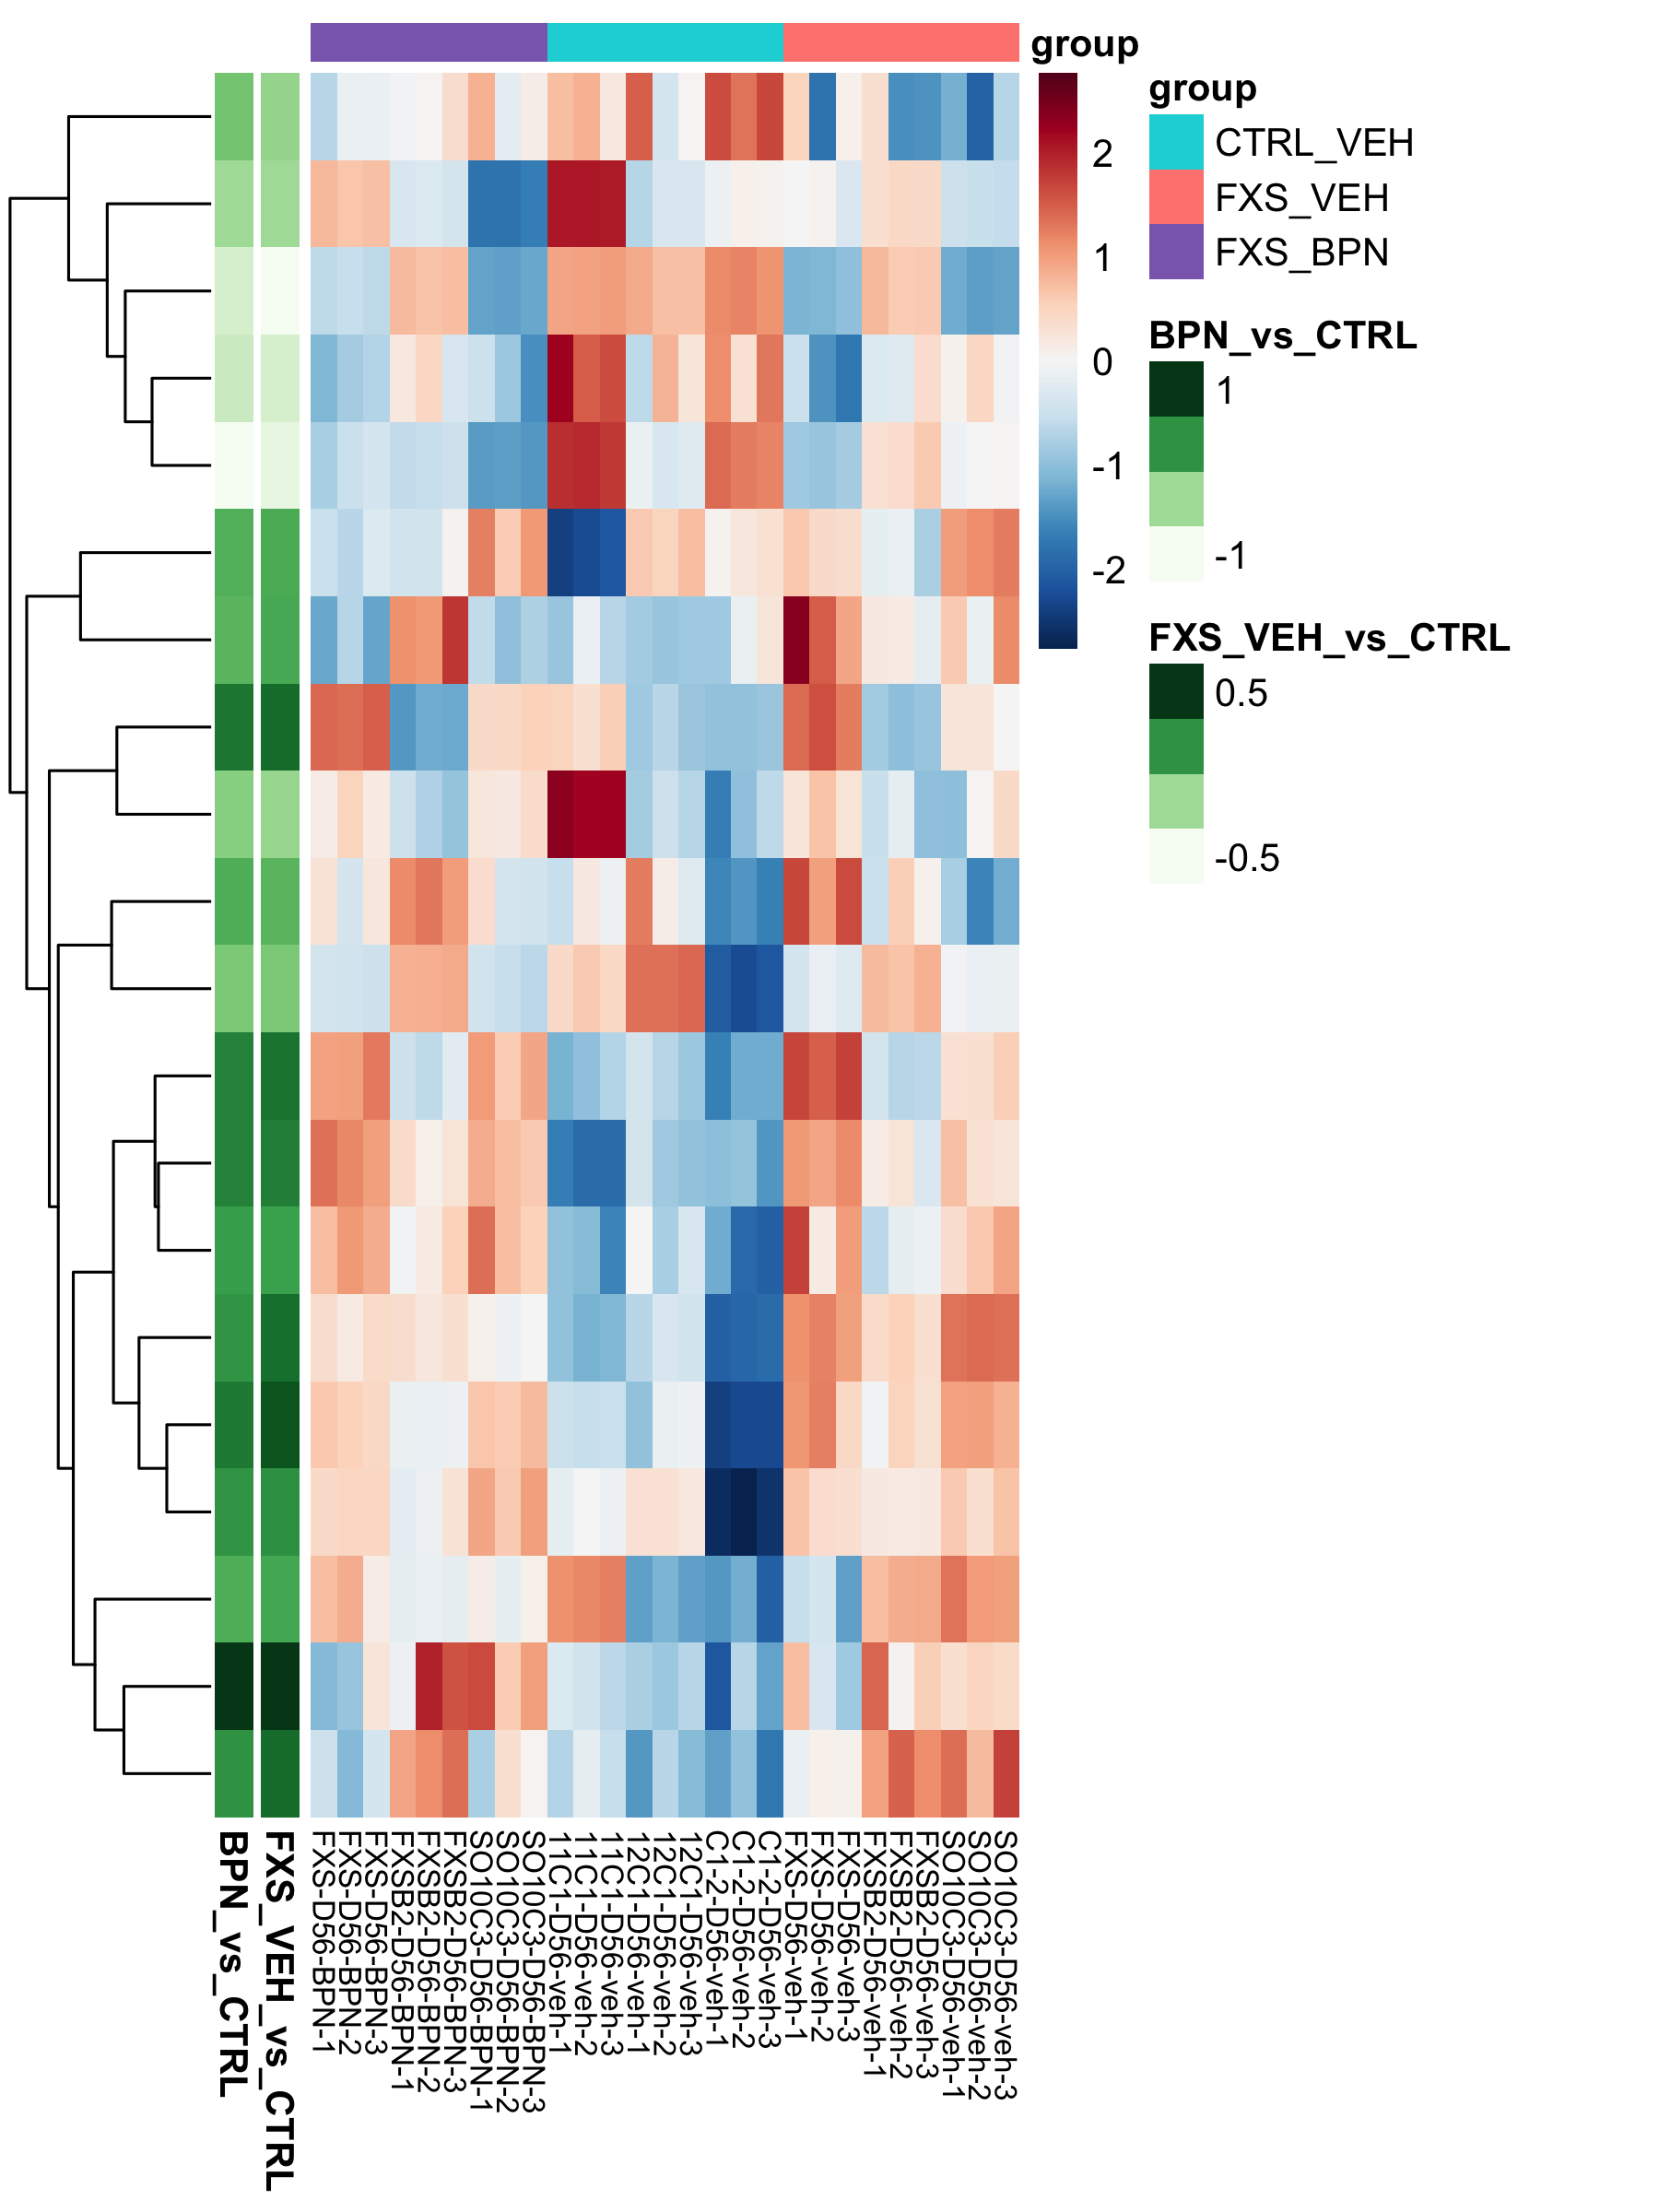 group
2
1
0
-1
-2
group
CTRL_VEH
FXS_VEH
FXS_BPN
BPN_vs_CTRL
1
-1
FXS_VEH_vs_CTRL
0.5
-0.5
BPN_vs_CTRL
FXS_VEH_vs_CTRL
FXS-D56-BPN-1
FXS-D56-BPN-2
FXS-D56-BPN-3
FXSB2-D56-BPN-1
FXSB2-D56-BPN-2
FXSB2-D56-BPN-3
SO10C3-D56-BPN-1
SO10C3-D56-BPN-2
SO10C3-D56-BPN-3
11C1-D56-veh-1
11C1-D56-veh-2
11C1-D56-veh-3
12C1-D56-veh-1
12C1-D56-veh-2
12C1-D56-veh-3
C1-2-D56-veh-1
C1-2-D56-veh-2
C1-2-D56-veh-3
FXS-D56-veh-1
FXS-D56-veh-2
FXS-D56-veh-3
FXSB2-D56-veh-1
FXSB2-D56-veh-2
FXSB2-D56-veh-3
SO10C3-D56-veh-1
SO10C3-D56-veh-2
SO10C3-D56-veh-3